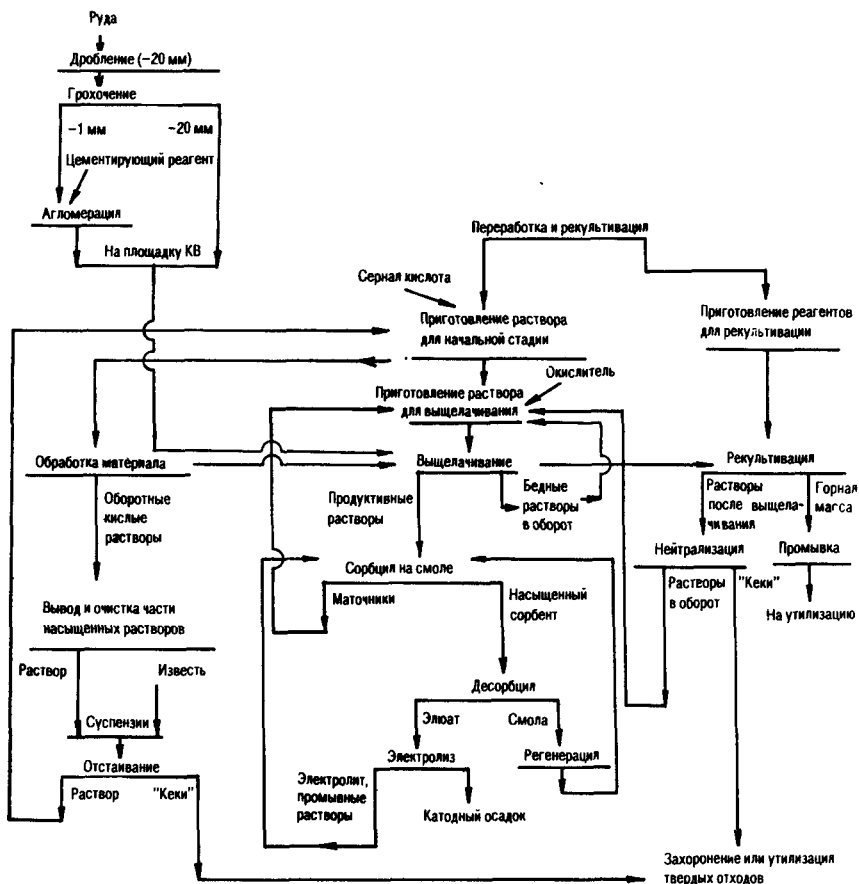 Руда
Дробление (−20 мм)
Грохочение
−1 мм
−20 мм
Цементирующий реагент
Агломерация
На площадку КВ
Переработка и рекультивация
Серная кислота
Приготовление раствора
для начальной стадии
Приготовление реагентов
для рекультивации
Окислитель
Приготовление раствора
для выщелачивания
Обработка материала
Выщелачивание
Рекультивация
Оборотные
кислые
растворы
Продуктивные
растворы
Бедные
растворы
в оборот
Растворы
после выщела-
чивания
Горная
масса
Нейтрализация
Промывка
Сорбция на смоле
Маточники
Насыщенный
сорбент
Растворы
в оборот
"Кеки"
На утилизацию
Вывод и очистка части
насыщенных растворов
Раствор
Известь
Десорбция
Элюат
Смола
Суспензии
Электролиз
Регенерация
Отстаивание
Раствор
"Кеки"
Электролит,
промывные
растворы
Катодный осадок
Захоронение или утилизация
твердых отходов